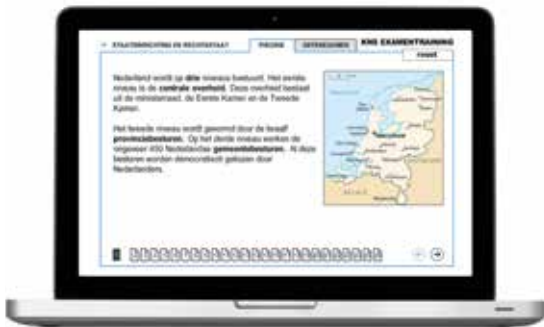 STAATSINRICHTING EN RECHTSSTAAT THEORIE OEFENEXAMEN KNS EXAMENTRAINING
Nederland wordt op drie niveaus bestuurd. Het eerste
niveau is de centrale overheid. Deze overheid bestaat
uit de ministerraad, de Eerste Kamer en de Tweede
Kamer.
Het tweede niveau wordt gevormd door de twaalf
provinciebesturen. Op het derde niveau werken de
ongeveer 450 Nederlandse gemeentebesturen. Al deze
besturen worden democratisch gekozen door
Nederlanders.